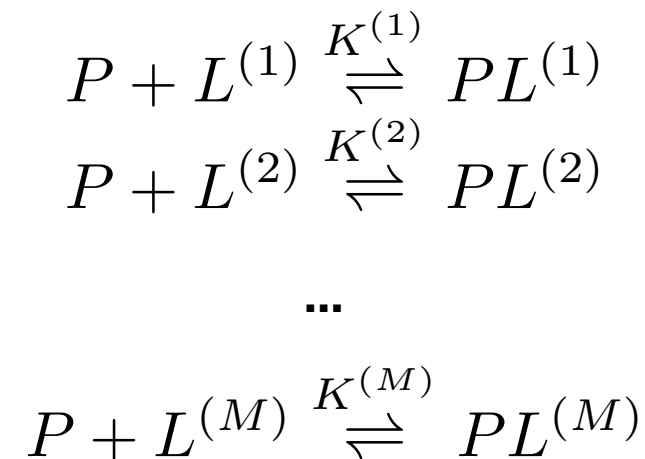 P + L^{(1)} \overset{K^{(1)}}{\rightleftharpoons} PL^{(1)}
P + L^{(2)} \overset{K^{(2)}}{\rightleftharpoons} PL^{(2)}
...
P + L^{(M)} \overset{K^{(M)}}{\rightleftharpoons} PL^{(M)}